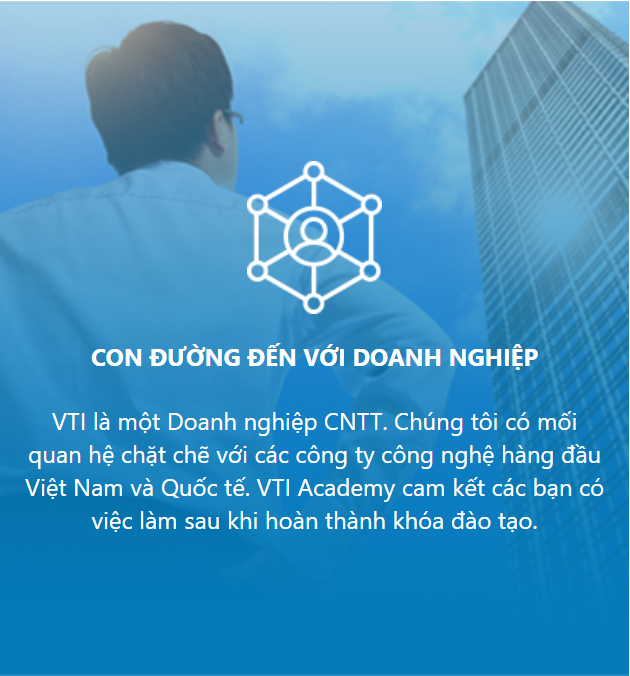 CON ĐƯỜNG ĐẾN VỚI DOANH NGHIỆP
VTI là một Doanh nghiệp CNTT. Chúng tôi có mối
quan hệ chặt chẽ với các công ty công nghệ hàng đầu
Việt Nam và Quốc tế. VTI Academy cam kết các bạn có
việc làm sau khi hoàn thành khóa đào tạo.